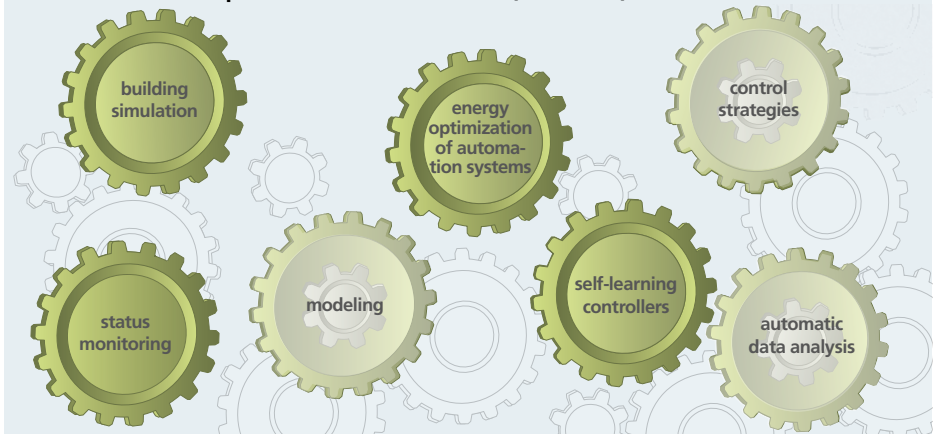 building
simulation
energy
optimization
of automa-
tion systems
control
strategies
status
monitoring
modeling
self-learning
controllers
automatic
data analysis